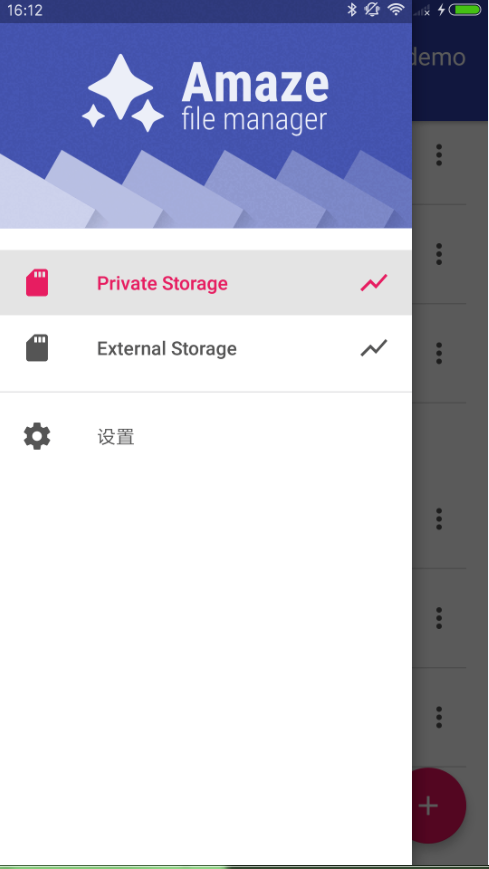 16:12
demo
Amaze
file manager
Private Storage
External Storage
设置